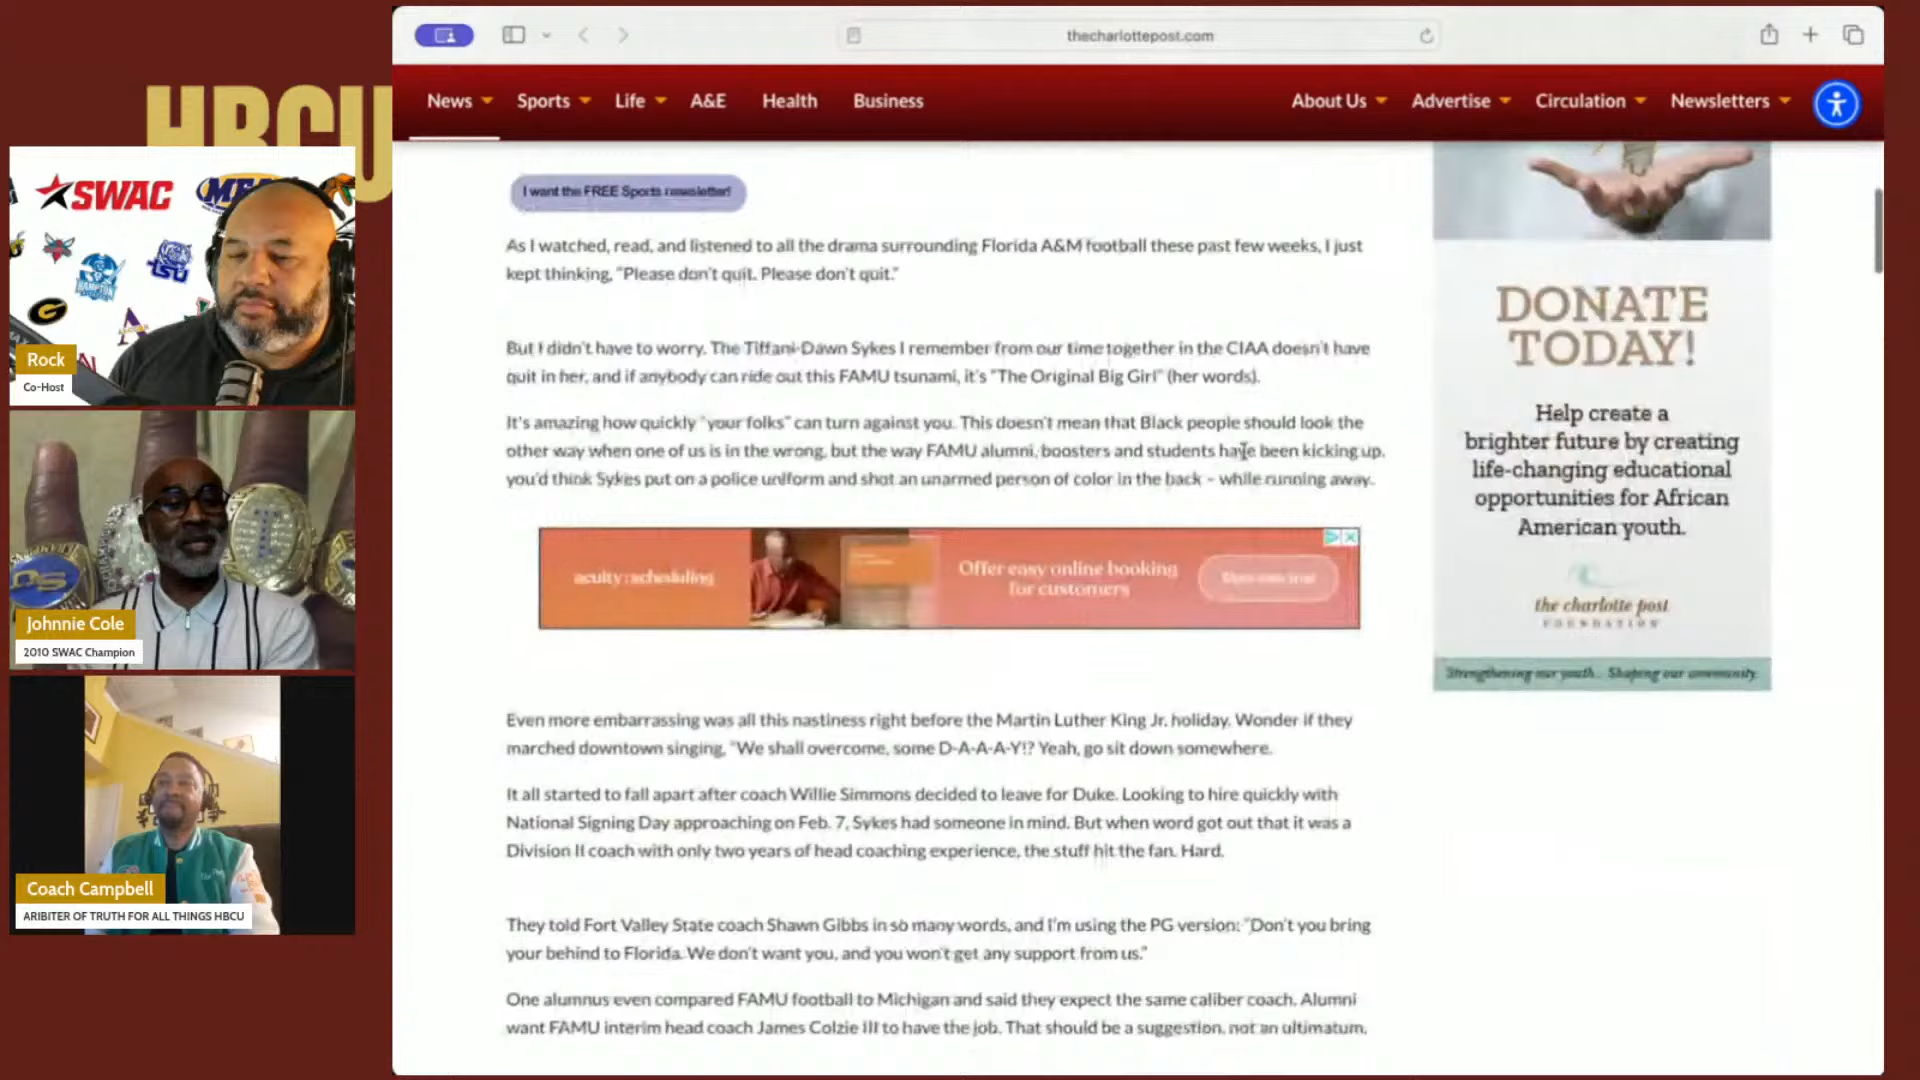 thecharlottepost.com
News
Sports
Life
A&E
Health
Business
About Us
Advertise
Circulation
Newsletters
HBCU
I want the FREE Sports newsletter!
As I watched, read, and listened to all the drama surrounding Florida A&M football these past few weeks, I just
kept thinking, "Please don't quit. Please don't quit."
But I didn't have to worry. The Tiffani-Dawn Sykes I remember from our time together in the CIAA doesn't have
quit in her, and if anybody can ride out this FAMU tsunami, it's "The Original Big Girl" (her words).
It's amazing how quickly "your folks" can turn against you. This doesn't mean that Black people should look the
other way when one of us is in the wrong, but the way FAMU alumni, boosters and students have been kicking up,
you'd think Sykes put on a police uniform and shot an unarmed person of color in the back – while running away.
acuity:scheduling
Offer easy online booking
for customers
Even more embarrassing was all this nastiness right before the Martin Luther King Jr. holiday. Wonder if they
marched downtown singing, "We shall overcome, some D-A-A-A-Y!? Yeah, go sit down somewhere.
It all started to fall apart after coach Willie Simmons decided to leave for Duke. Looking to hire quickly with
National Signing Day approaching on Feb. 7, Sykes had someone in mind. But when word got out that it was a
Division II coach with only two years of head coaching experience, the stuff hit the fan. Hard.
They told Fort Valley State coach Shawn Gibbs in so many words, and I'm using the PG version: "Don't you bring
your behind to Florida. We don't want you, and you won't get any support from us."
One alumnus even compared FAMU football to Michigan and said they expect the same caliber coach. Alumni
want FAMU interim head coach James Colzie III to have the job. That should be a suggestion, not an ultimatum.
DONATE
TODAY!
Help create a
brighter future by creating
life-changing educational
opportunities for African
American youth.
the charlotte post
FOUNDATION
Strengthening our youth... Shaping our community.
SWAC
HAMPTON
TSU
Rock
Co-Host
Johnnie Cole
2010 SWAC Champion
Coach Campbell
ARIBITER OF TRUTH FOR ALL THINGS HBCU